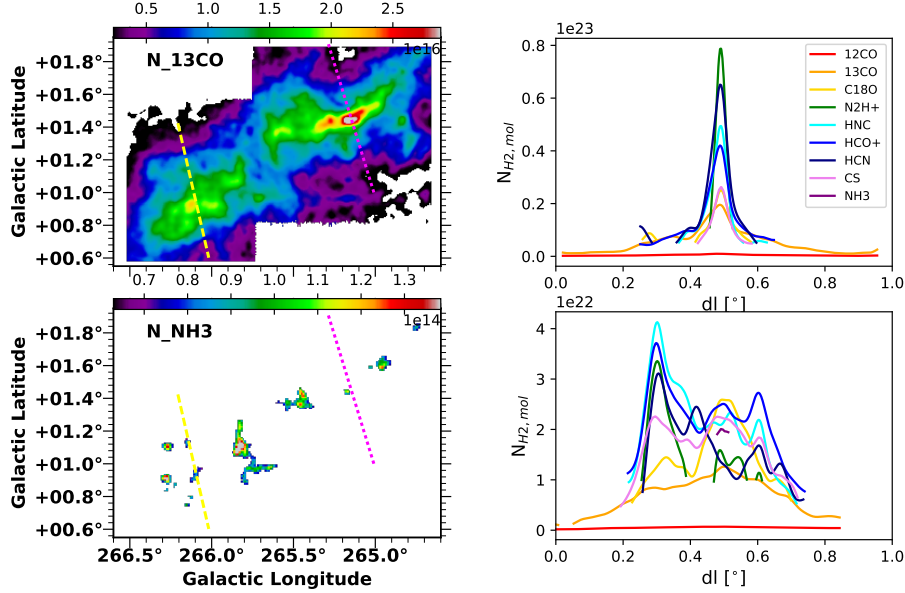 0.5 1.0 1.5 2.0 2.5
1e16
N_13CO
+01.8°
+01.6°
+01.4°
+01.2°
+01.0°
+00.8°
+00.6°
Galactic Latitude
0.7 0.8 0.9 1.0 1.1 1.2 1.3
1e14
N_NH3
+01.8°
+01.6°
+01.4°
+01.2°
+01.0°
+00.8°
+00.6°
Galactic Latitude
266.5° 266.0° 265.5° 265.0°
Galactic Longitude
1e23
0.8
0.6
0.4
0.2
0.0
N_{H2,mol}
12CO
13CO
C18O
N2H+
HNC
HCO+
HCN
CS
NH3
0.0 0.2 0.4 0.6 0.8 1.0
dl [°]
1e22
4
3
2
1
0
N_{H2,mol}
0.0 0.2 0.4 0.6 0.8 1.0
dl [°]